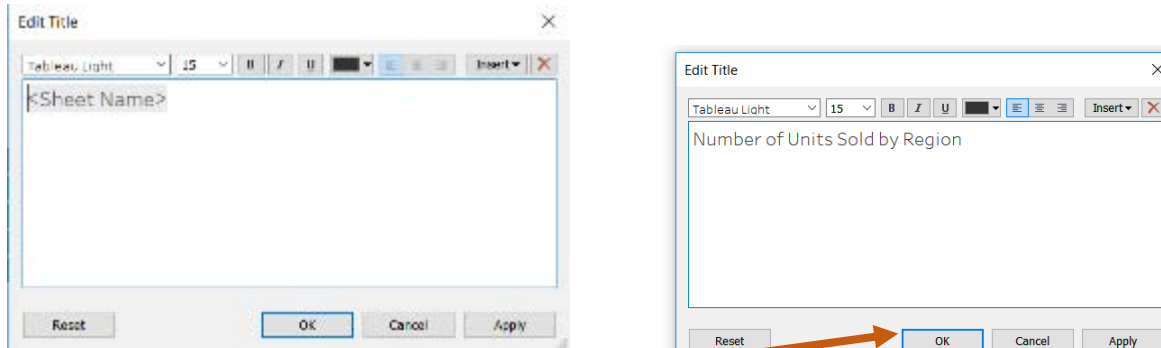 Edit Title
Tableau Light 15 B I U Insert
<Sheet Name>
Reset OK Cancel Apply
Edit Title
Tableau Light 15 B I U Insert
Number of Units Sold by Region
Reset OK Cancel Apply